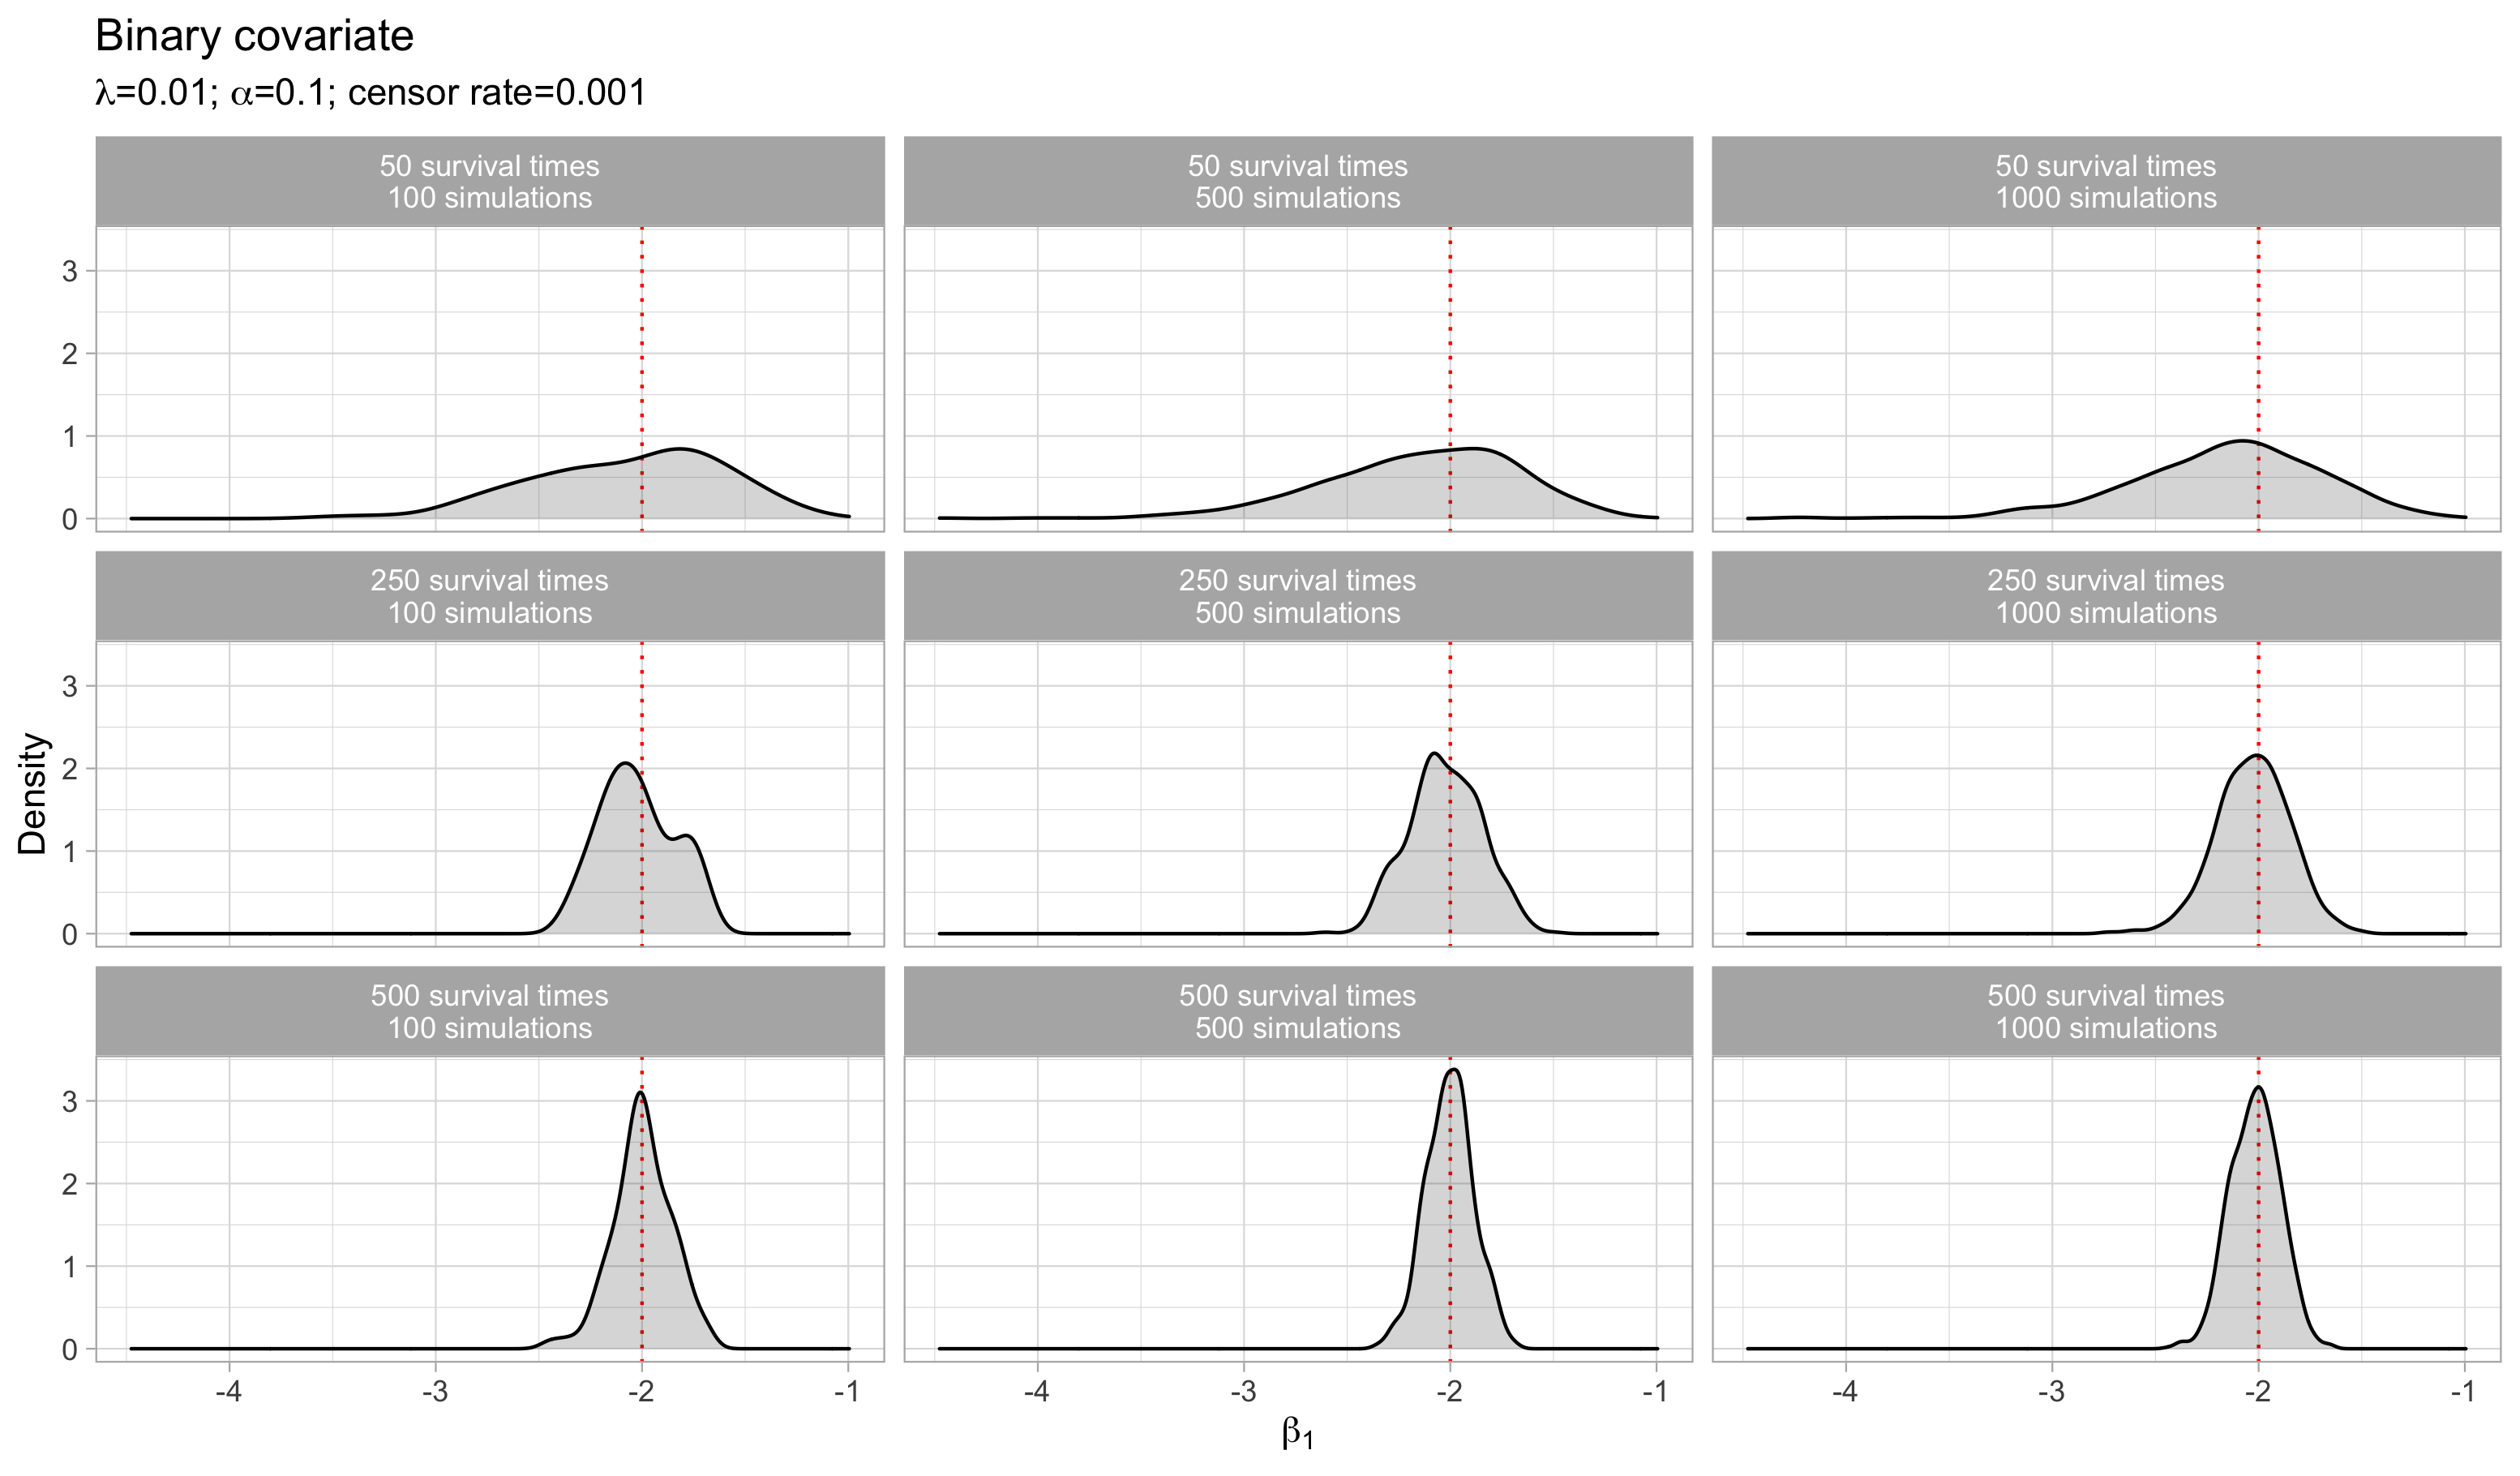 Binary covariate
λ=0.01; α=0.1; censor rate=0.001
50 survival times
100 simulations
50 survival times
500 simulations
50 survival times
1000 simulations
3
2
1
0
250 survival times
100 simulations
250 survival times
500 simulations
250 survival times
1000 simulations
Density
3
2
1
0
500 survival times
100 simulations
500 survival times
500 simulations
500 survival times
1000 simulations
3
2
1
0
-4 -3 -2 -1
-4 -3 -2 -1
-4 -3 -2 -1
β₁